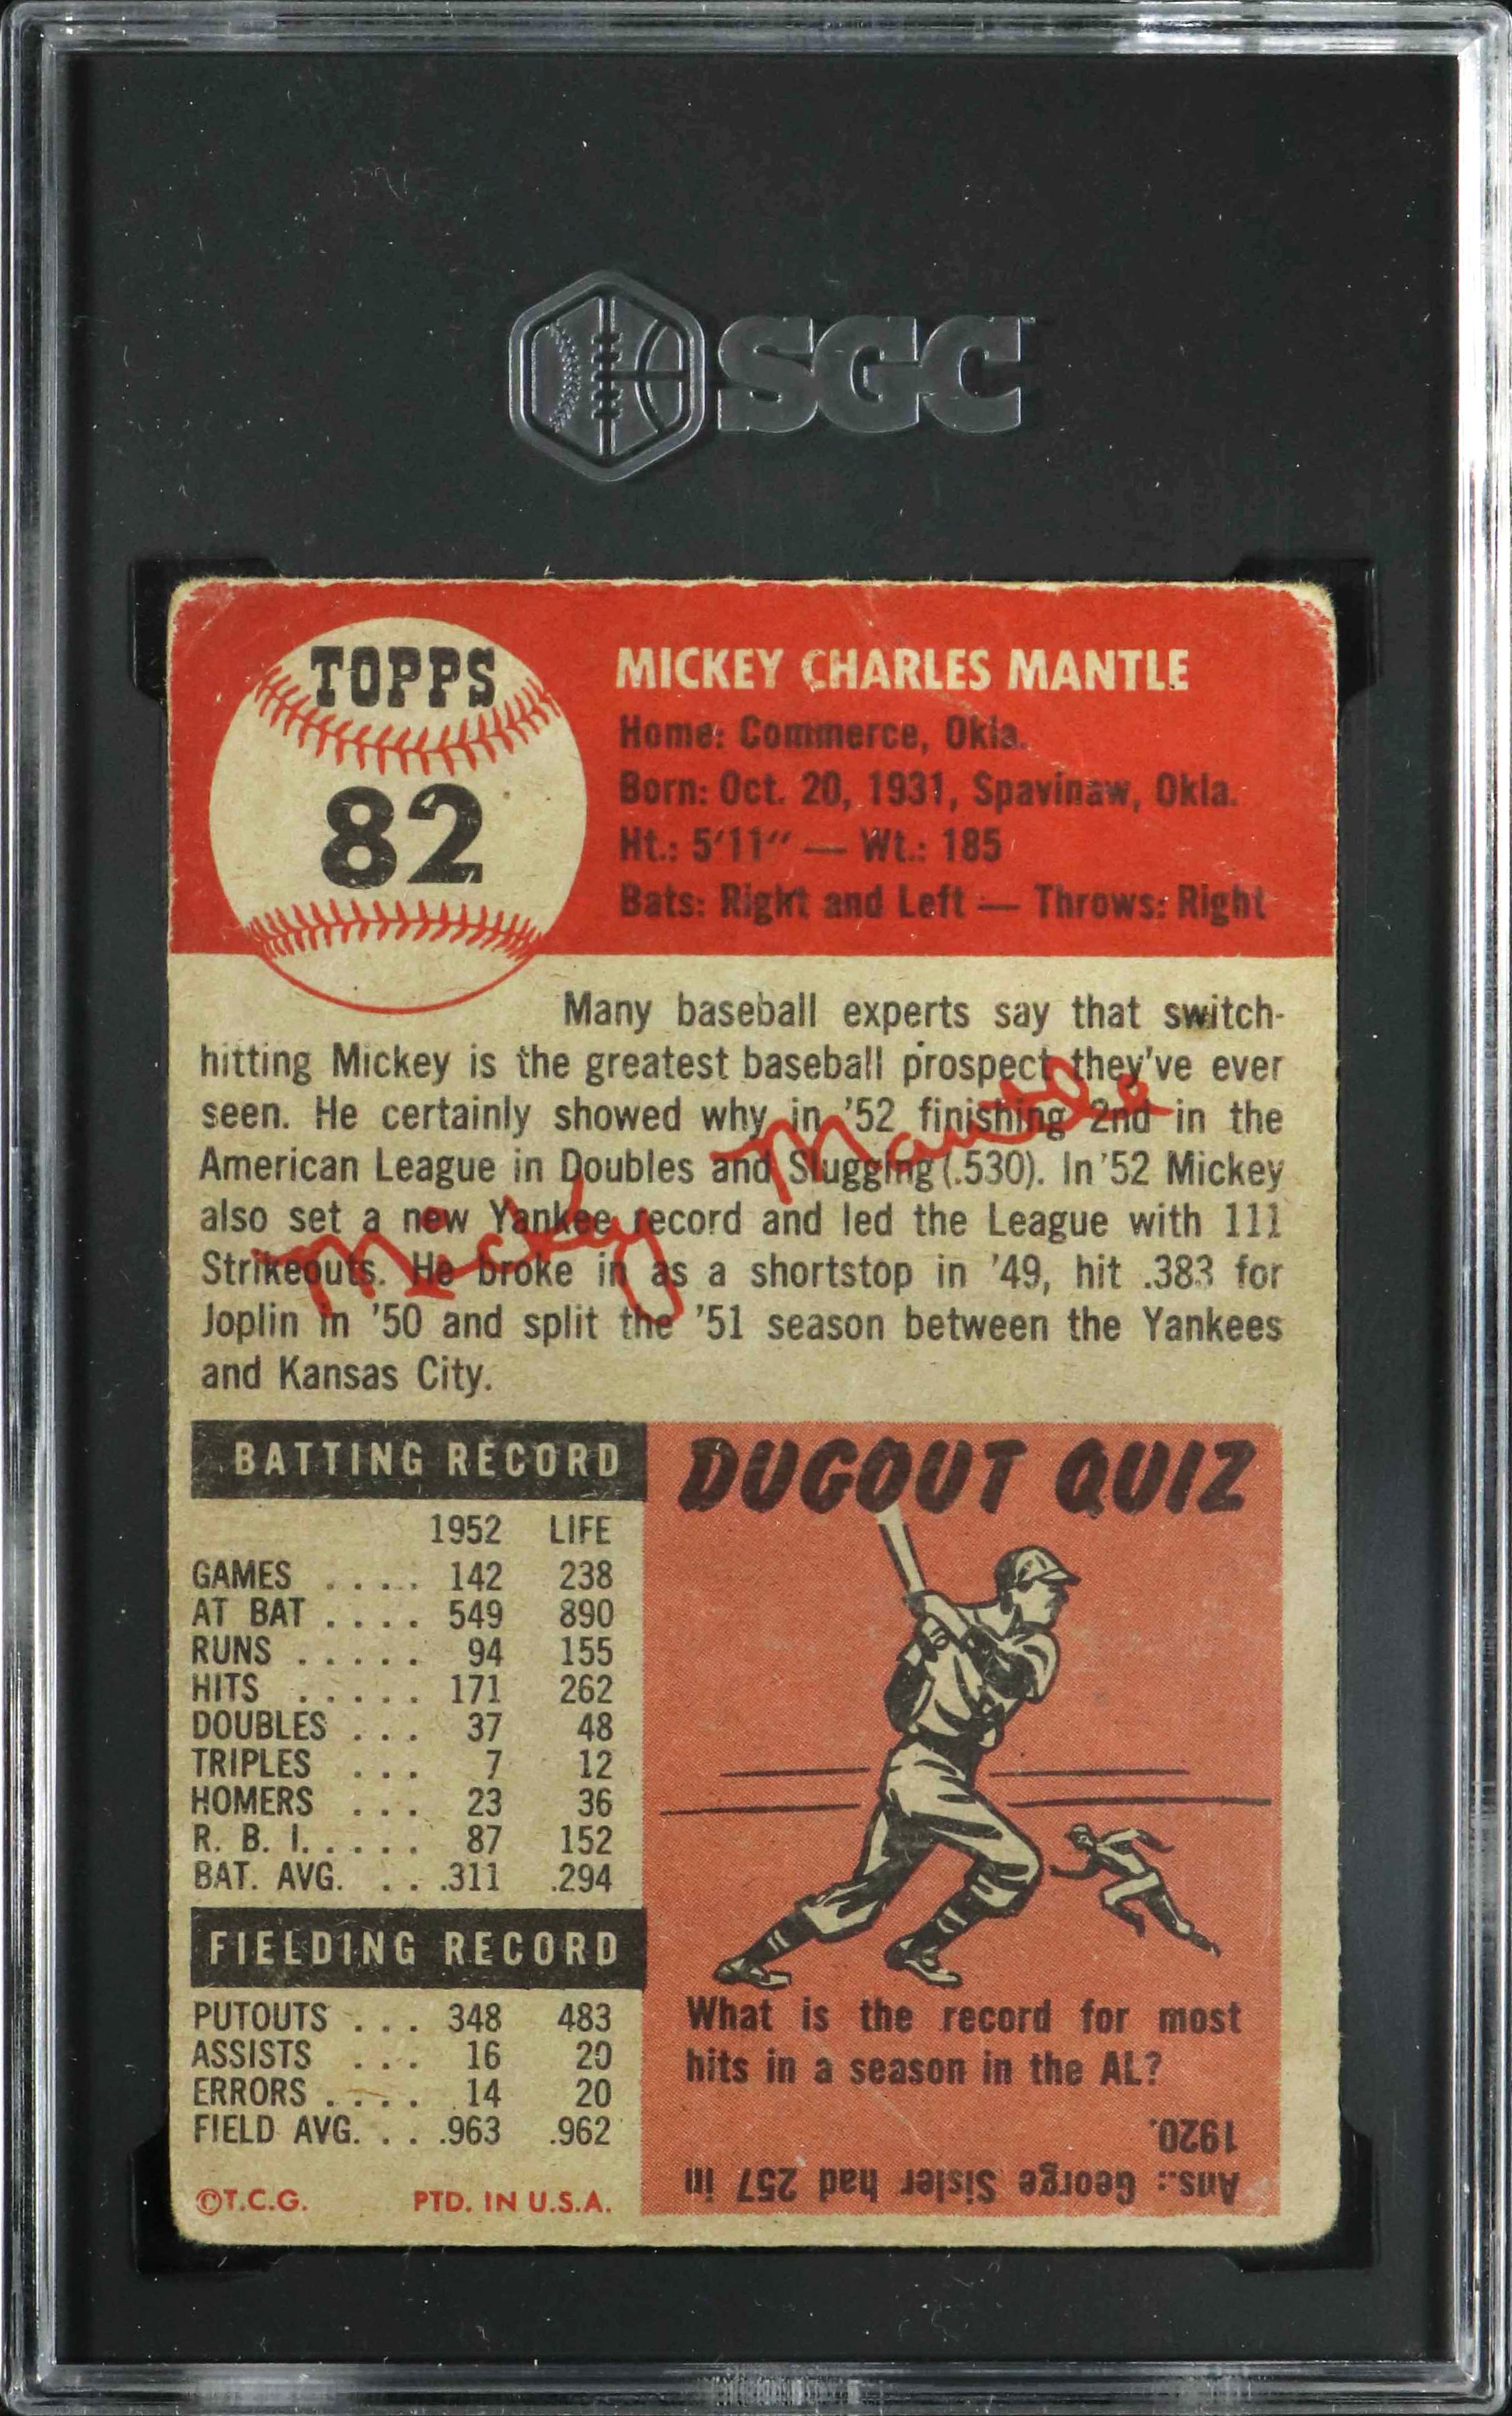 SGC
TOPPS
82
MICKEY CHARLES MANTLE
Home: Commerce, Okla.
Born: Oct. 20, 1931, Spavinaw, Okla.
Ht.: 5'11" — Wt.: 185
Bats: Right and Left — Throws: Right
Many baseball experts say that switch-
hitting Mickey is the greatest baseball prospect they've ever
seen. He certainly showed why in '52 finishing 2nd in the
American League in Doubles and Slugging (.530). In '52 Mickey
also set a new Yankee record and led the League with 111
Strikeouts. He broke in as a shortstop in '49, hit .383 for
Joplin in '50 and split the '51 season between the Yankees
and Kansas City.
Mickey Mantle
BATTING RECORD
1952 LIFE
GAMES .... 142 238
AT BAT .... 549 890
RUNS ..... 94 155
HITS ..... 171 262
DOUBLES ... 37 48
TRIPLES ... 7 12
HOMERS ... 23 36
R. B. I. .... 87 152
BAT. AVG. ... .311 .294
FIELDING RECORD
PUTOUTS ... 348 483
ASSISTS ... 16 20
ERRORS .... 14 20
FIELD AVG. ... .963 .962
©T.C.G. PTD. IN U.S.A.
DUGOUT QUIZ
What is the record for most
hits in a season in the AL?
Ans.: George Sisler had 257 in
1920.